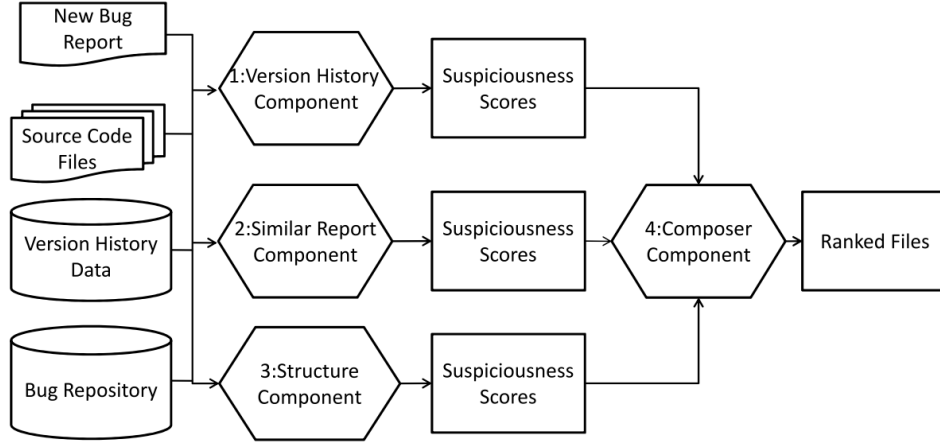 New Bug
Report
Source Code
Files
Version History
Data
Bug Repository
1:Version History
Component
2:Similar Report
Component
3:Structure
Component
Suspiciousness
Scores
Suspiciousness
Scores
Suspiciousness
Scores
4:Composer
Component
Ranked Files